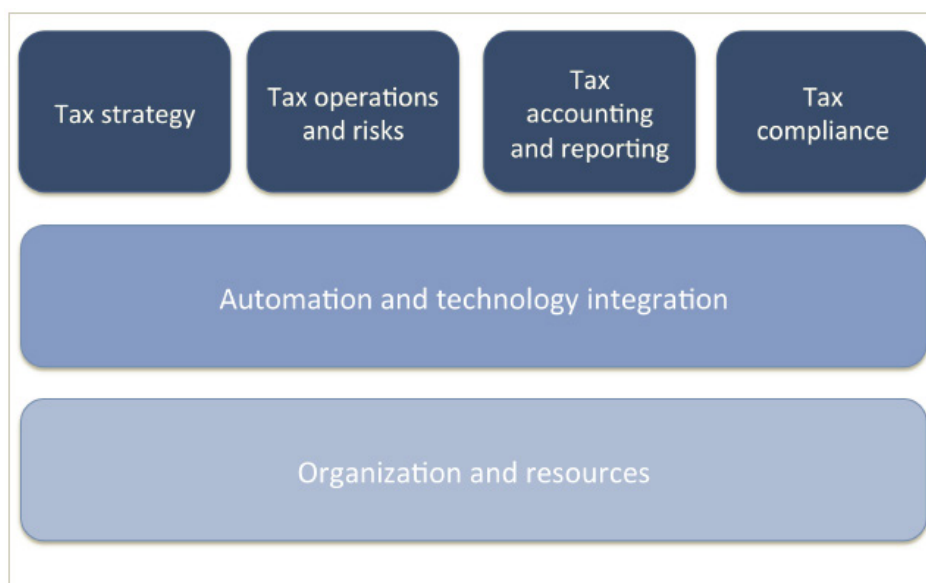 Tax strategy
Tax operations
and risks
Tax
accounting
and reporting
Tax
compliance
Automation and technology integration
Organization and resources